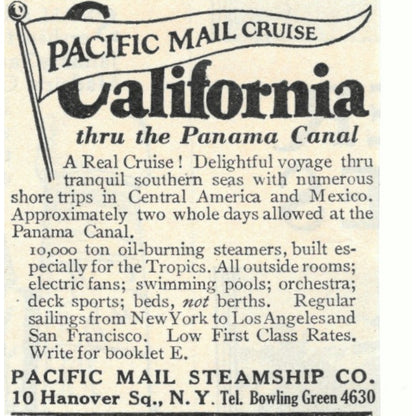 PACIFIC MAIL CRUISE
California
thru the Panama Canal
A Real Cruise! Delightful voyage thru
tranquil southern seas with numerous
shore trips in Central America and Mexico.
Approximately two whole days allowed at the
Panama Canal.
10,000 ton oil-burning steamers, built es-
pecially for the Tropics. All outside rooms;
electric fans; swimming pools; orchestra;
deck sports; beds, not berths. Regular
sailings from New York to Los Angeles and
San Francisco. Low First Class Rates.
Write for booklet E.
PACIFIC MAIL STEAMSHIP CO.
10 Hanover Sq., N. Y. Tel. Bowling Green 4630